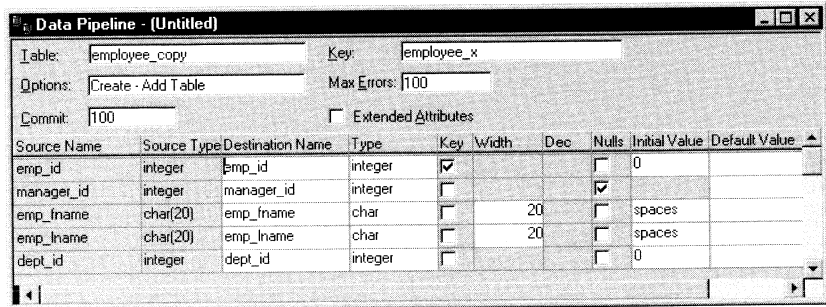 Data Pipeline - (Untitled)
Table: employee_copy Key: employee_x
Options: Create - Add Table Max Errors: 100
Commit: 100 Extended Attributes
Source Name Source Type Destination Name Type Key Width Dec Nulls Initial Value Default Value
emp_id integer emp_id integer 0
manager_id integer manager_id integer
emp_fname char(20) emp_fname char 20 spaces
emp_lname char(20) emp_lname char 20 spaces
dept_id integer dept_id integer 0